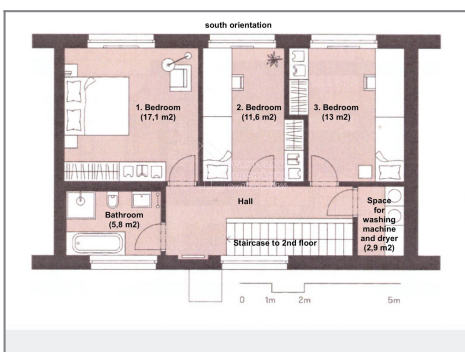 south orientation
1. Bedroom
(17,1 m2)
2. Bedroom
(11,6 m2)
3. Bedroom
(13 m2)
Hall
Bathroom
(5,8 m2)
Staircase to 2nd floor
Space
for
washing
machine
and dryer
(2,9 m2)
0 1m 2m 5m